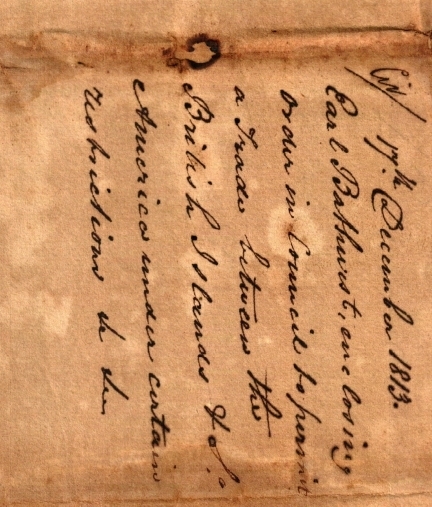 Cir/ 17th December 1813.
Earl Bathurst, enclosing
Order in Council to permit
a Trade between the
British Islands & S.
America under certain
restrictions &c &c